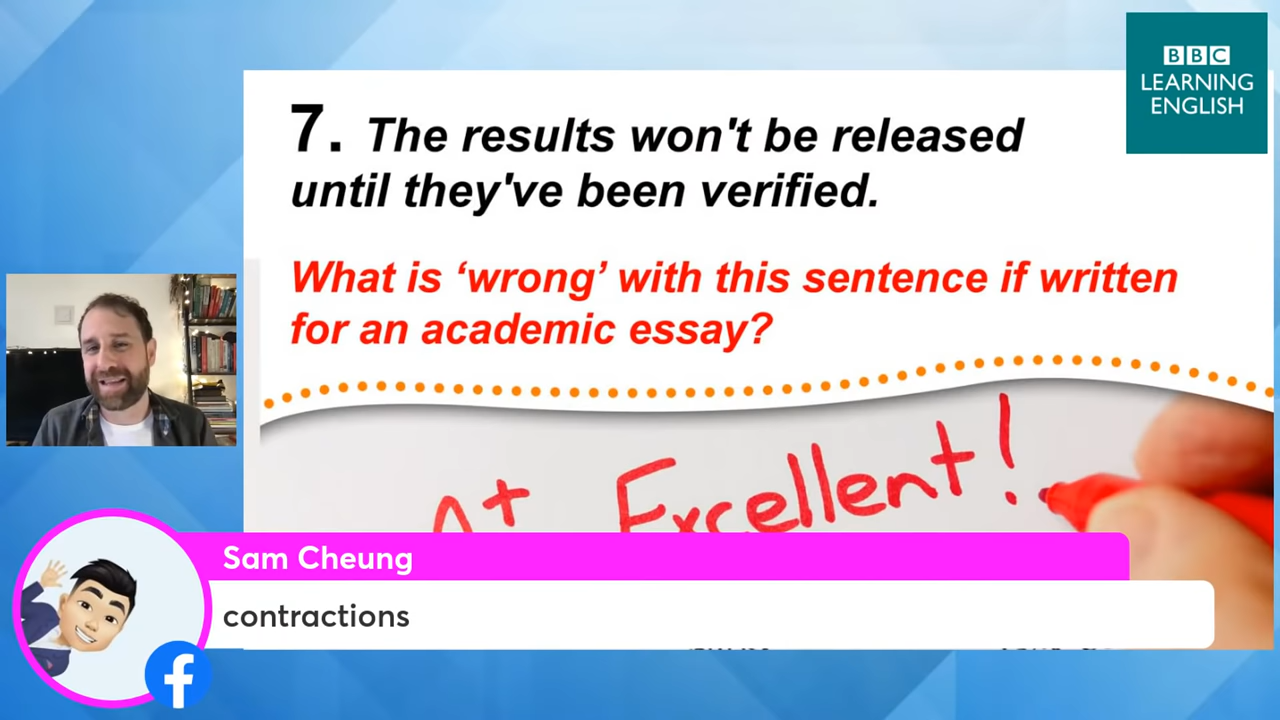 BBC
LEARNING
ENGLISH
7. The results won't be released
until they've been verified.
What is ‘wrong’ with this sentence if written
for an academic essay?
Excellent!
Sam Cheung
contractions